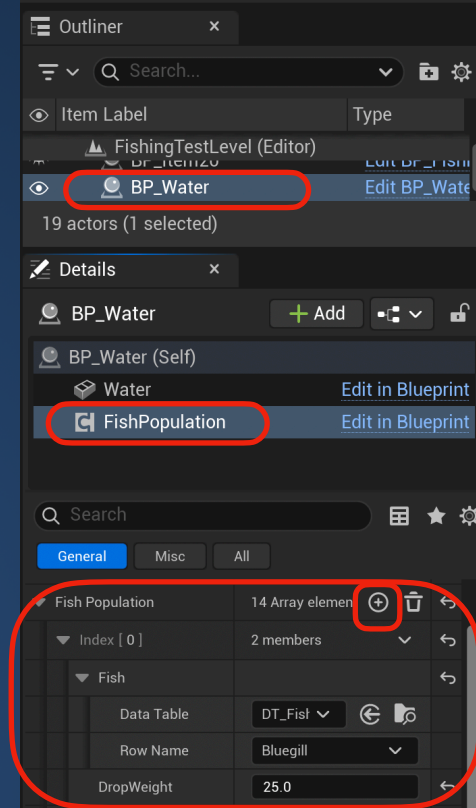 Outliner ×
Search...
Item Label Type
FishingTestLevel (Editor)
BP_Item20
BP_Water Edit BP_Wate
19 actors (1 selected)
Details ×
BP_Water + Add
BP_Water (Self)
Water Edit in Blueprint
FishPopulation Edit in Blueprint
Search
General Misc All
Fish Population 14 Array elemen
Index [ 0 ] 2 members
Fish
Data Table DT_Fish
Row Name Bluegill
DropWeight 25.0